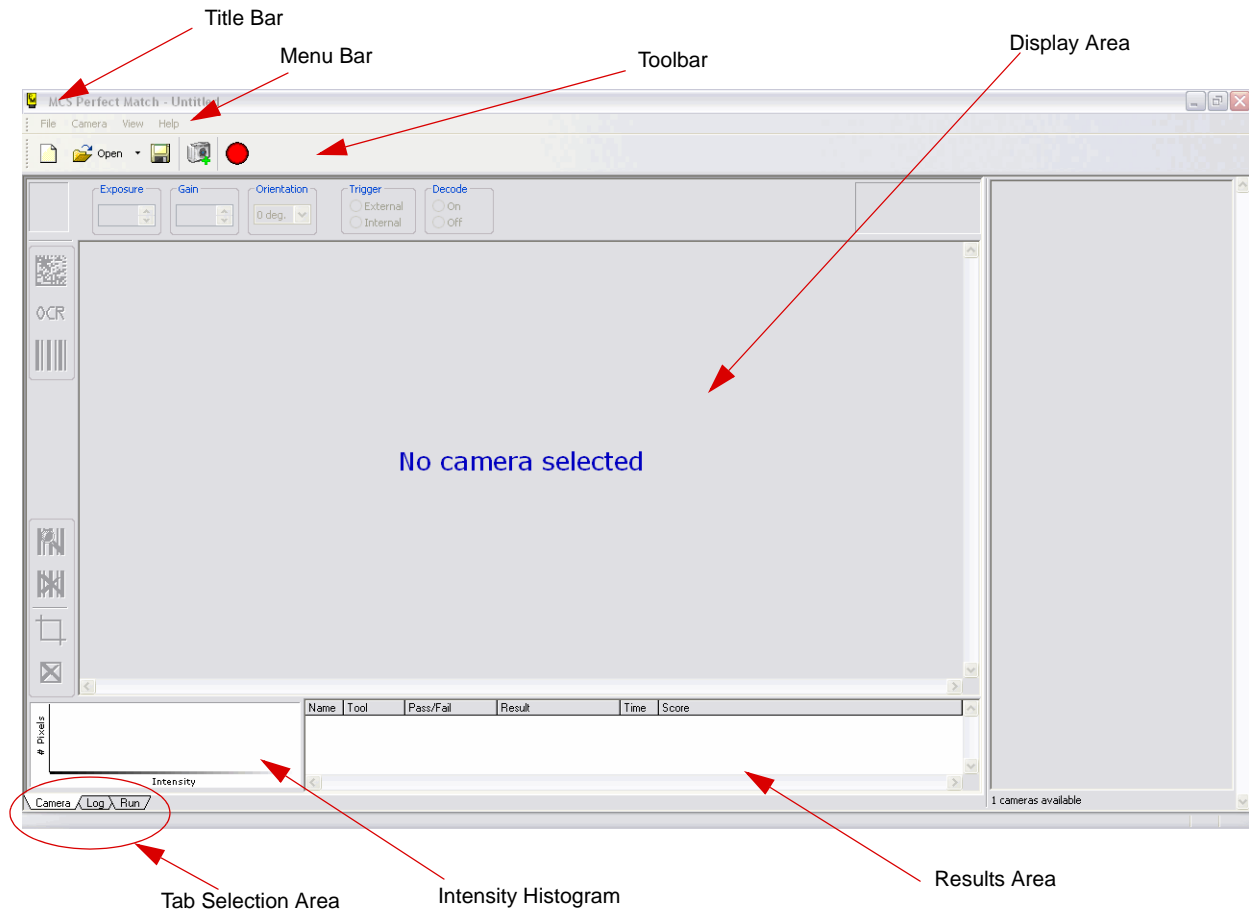 Title Bar
Menu Bar
Toolbar
Display Area
MCS Perfect Match - Untitled
File Camera View Help
Open
Exposure Gain Orientation Trigger Decode
0 deg.
External
Internal
On
Off
OCR
No camera selected
Name Tool Pass/Fail Result Time Score
# Pixels
Intensity
Camera Log Run
1 cameras available
Tab Selection Area
Intensity Histogram
Results Area